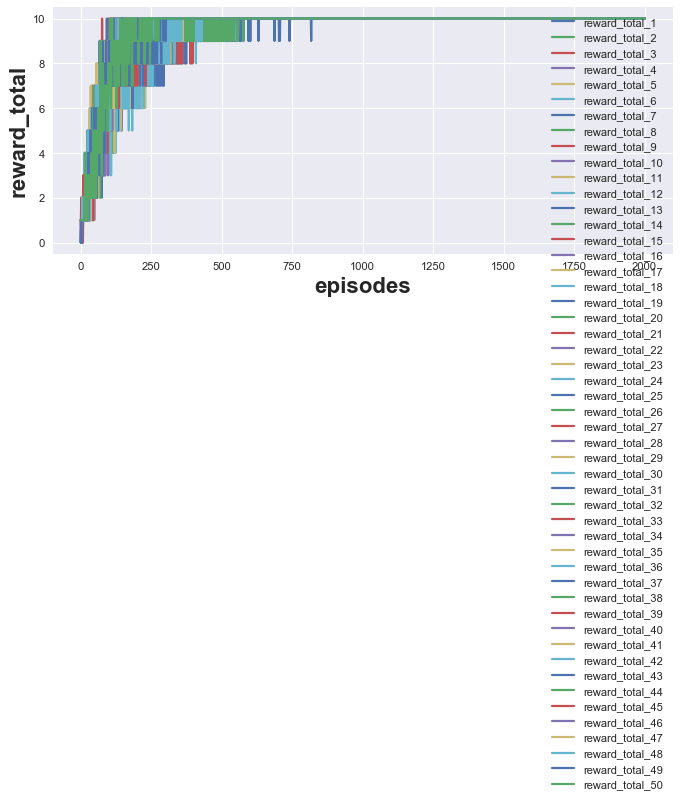 reward_total
10
8
6
4
2
0
0
250
500
750
1000
1250
1500
1750
2000
episodes
reward_total_1
reward_total_2
reward_total_3
reward_total_4
reward_total_5
reward_total_6
reward_total_7
reward_total_8
reward_total_9
reward_total_10
reward_total_11
reward_total_12
reward_total_13
reward_total_14
reward_total_15
reward_total_16
reward_total_17
reward_total_18
reward_total_19
reward_total_20
reward_total_21
reward_total_22
reward_total_23
reward_total_24
reward_total_25
reward_total_26
reward_total_27
reward_total_28
reward_total_29
reward_total_30
reward_total_31
reward_total_32
reward_total_33
reward_total_34
reward_total_35
reward_total_36
reward_total_37
reward_total_38
reward_total_39
reward_total_40
reward_total_41
reward_total_42
reward_total_43
reward_total_44
reward_total_45
reward_total_46
reward_total_47
reward_total_48
reward_total_49
reward_total_50